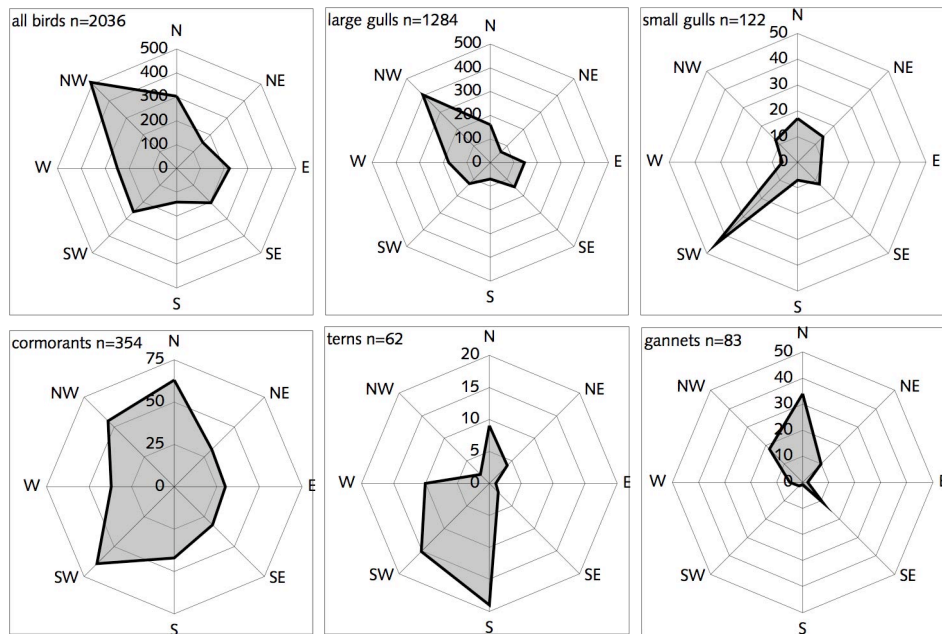 all birds n=2036
N
500
400
300
200
100
0
NW
NE
W
E
SW
SE
S
large gulls n=1284
N
500
400
300
200
100
0
NW
NE
W
E
SW
SE
S
small gulls n=122
N
50
40
30
20
10
0
NW
NE
W
E
SW
SE
S
cormorants n=354
N
75
50
25
0
NW
NE
W
E
SW
SE
S
terns n=62
N
20
15
10
5
0
NW
NE
W
E
SW
SE
S
gannets n=83
N
50
40
30
20
10
0
NW
NE
W
E
SW
SE
S